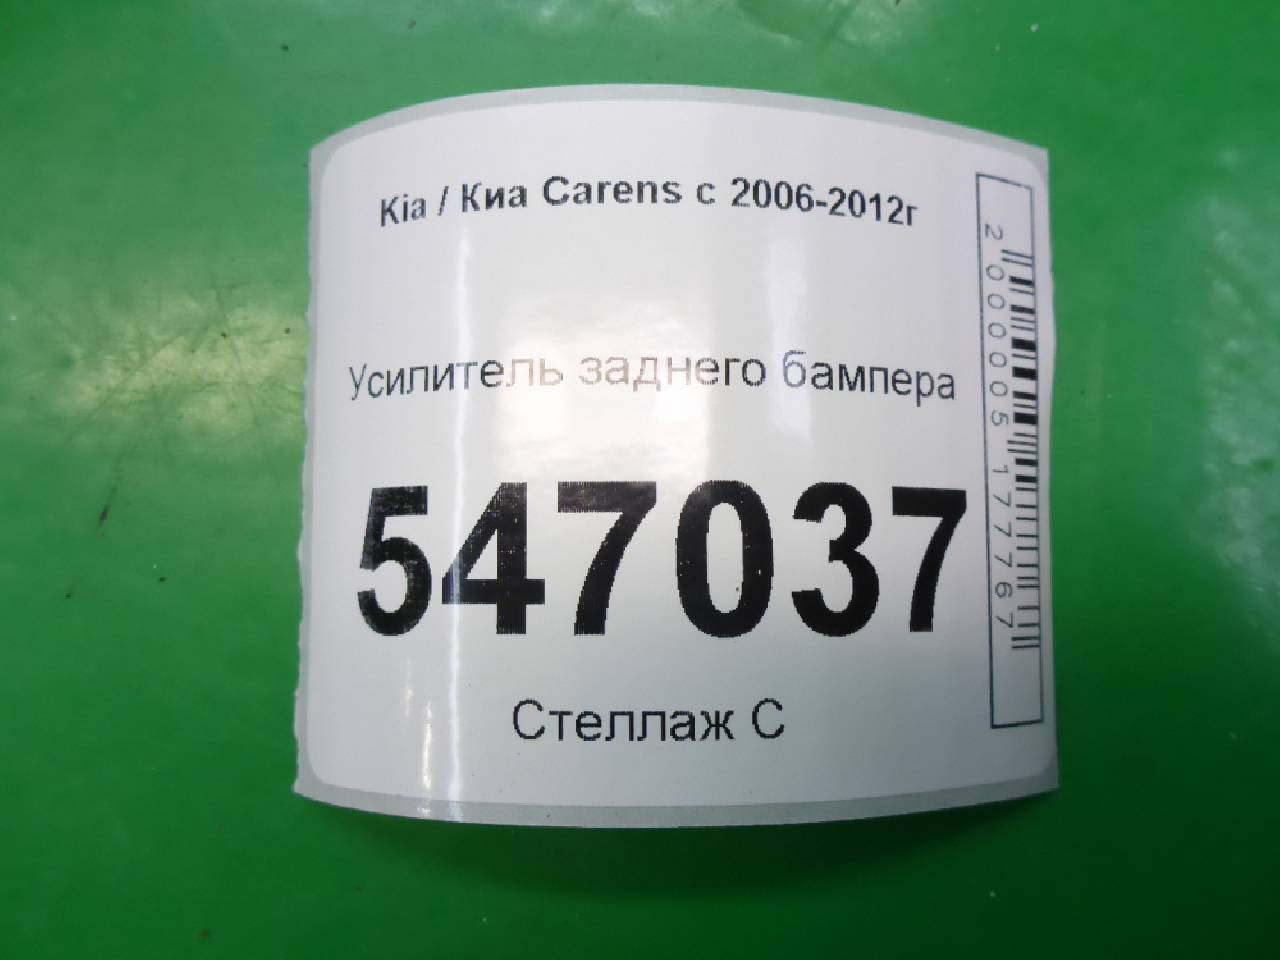 Kia / Киа Carens с 2006-2012г
Усилитель заднего бампера
547037
Стеллаж С
2000005177767